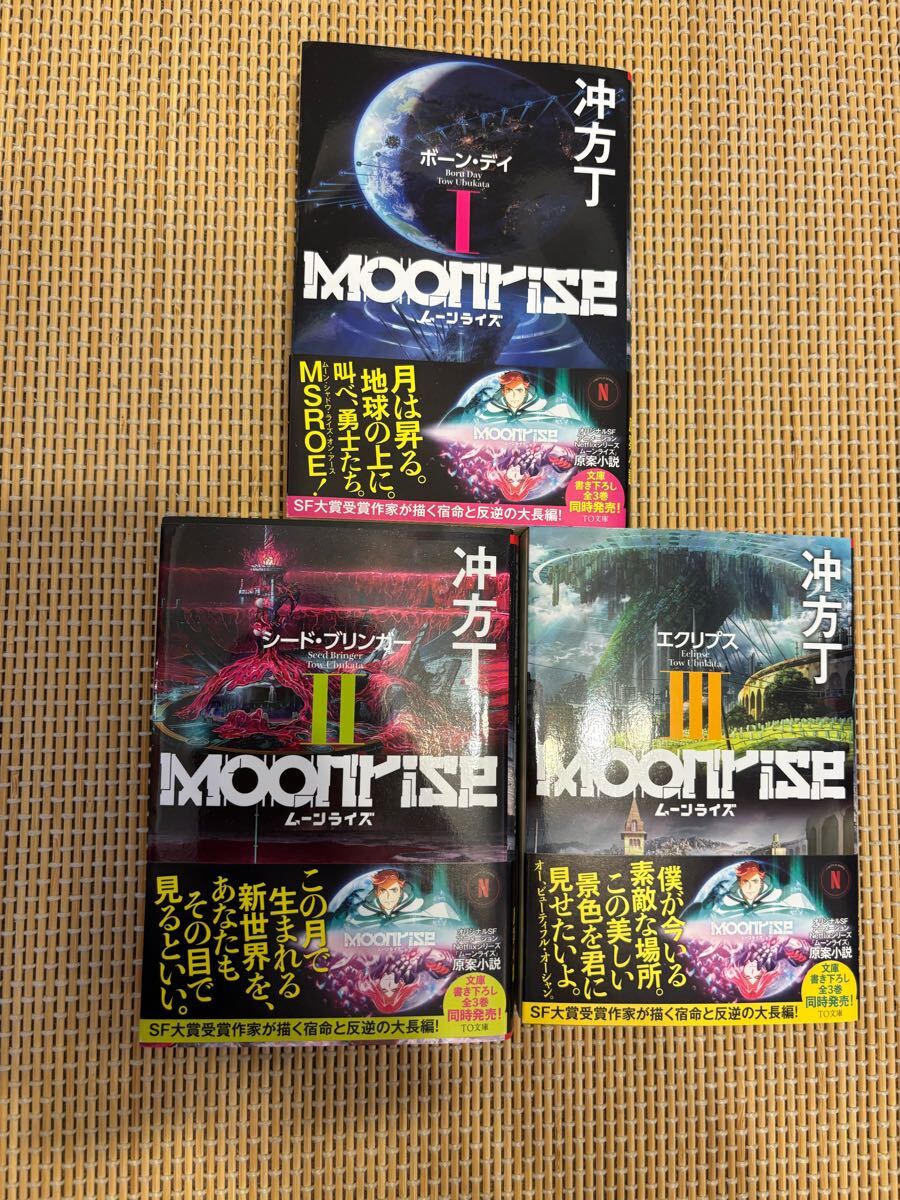 冲方丁
ボーン・デイ
Born Day
Tow Ubukata
I
Moonrise
ムーンライズ
月は昇る。
地球の上に。
叫べ、勇士たち。
ムーン・シャドウ・ライズ・オン・アース
MSROE!
MOONRISE
N
オリジナルSF
アニメーション
Netflixシリーズ
「ムーンライズ」
原案小説
文庫
書き下ろし
全3巻
同時発売!
TO文庫
SF大賞受賞作家が描く宿命と反逆の大長編!
冲方丁
シード・ブリンガー
Seed Bringer
Tow Ubukata
II
Moonrise
ムーンライズ
この月で
生まれる
新世界を、
あなたも
その目で
見るといい。
MOONRISE
N
オリジナルSF
アニメーション
Netflixシリーズ
「ムーンライズ」
原案小説
文庫
書き下ろし
全3巻
同時発売!
TO文庫
SF大賞受賞作家が描く宿命と反逆の大長編!
冲方丁
エクリプス
Eclipse
Tow Ubukata
III
Moonrise
ムーンライズ
僕が今いる
素敵な場所。
この美しい
景色を君に
見せたいよ。
オー、ビューティフル・オーシャン。
MOONRISE
N
オリジナルSF
アニメーション
Netflixシリーズ
「ムーンライズ」
原案小説
文庫
書き下ろし
全3巻
同時発売!
TO文庫
SF大賞受賞作家が描く宿命と反逆の大長編!